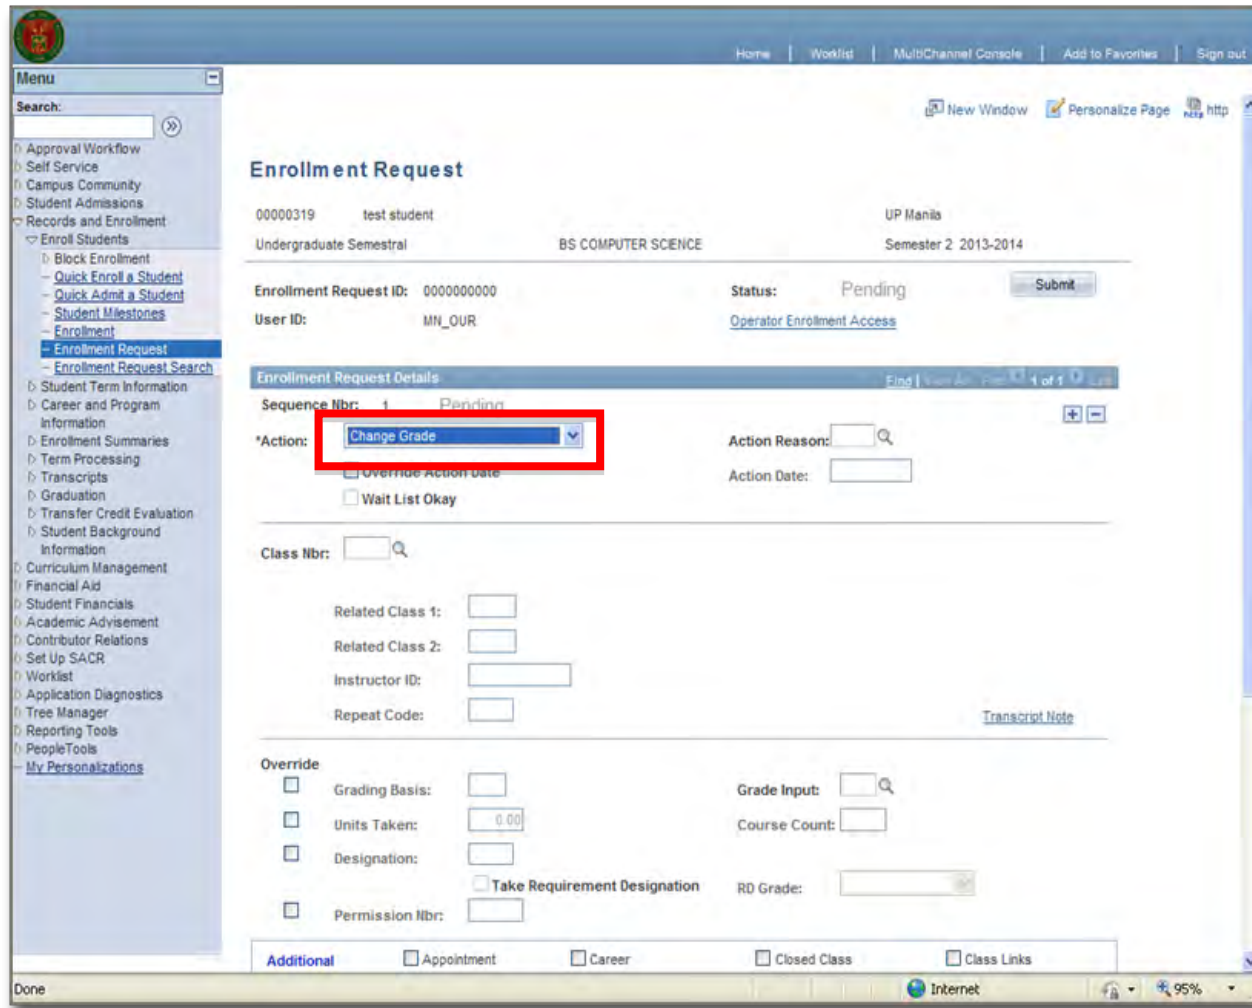 Home | Worklist | MultiChannel Console | Add to Favorites | Sign out
Menu
Search:
Approval Workflow
Self Service
Campus Community
Student Admissions
Records and Enrollment
Enroll Students
Block Enrollment
Quick Enroll a Student
Quick Admit a Student
Student Milestones
Enrollment
Enrollment Request
Enrollment Request Search
Student Term Information
Career and Program
Information
Enrollment Summaries
Term Processing
Transcripts
Graduation
Transfer Credit Evaluation
Student Background
Information
Curriculum Management
Financial Aid
Student Financials
Academic Advisement
Contributor Relations
Set Up SACR
Worklist
Application Diagnostics
Tree Manager
Reporting Tools
PeopleTools
My Personalizations
New Window Personalize Page http
Enrollment Request
00000319 test student UP Manila
Undergraduate Semestral BS COMPUTER SCIENCE Semester 2 2013-2014
Enrollment Request ID: 0000000000 Status: Pending Submit
User ID: MN_OUR Operator Enrollment Access
Enrollment Request Details Find | 1 of 1
Sequence Nbr: 1 Pending
*Action: Change Grade Action Reason:
Override Action Date Action Date:
Wait List Okay
Class Nbr:
Related Class 1:
Related Class 2:
Instructor ID:
Repeat Code: Transcript Note
Override
Grading Basis: Grade Input:
Units Taken: 0.00 Course Count:
Designation:
Take Requirement Designation RD Grade:
Permission Nbr:
Additional Appointment Career Closed Class Class Links
Done Internet 95%